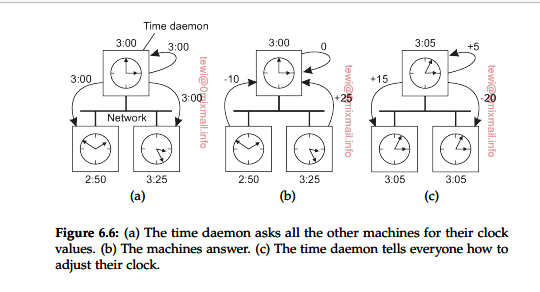 Time daemon
3:00
3:00
3:00
3:00
Network
2:50
3:25
(a)
3:00
0
-10
+25
2:50
3:25
(b)
3:05
+5
+15
-20
3:05
3:05
(c)
tewi@0mixmail.info
tewi@0mixmail.info
tewi@0mixmail.info
Figure 6.6: (a) The time daemon asks all the other machines for their clock
values. (b) The machines answer. (c) The time daemon tells everyone how to
adjust their clock.